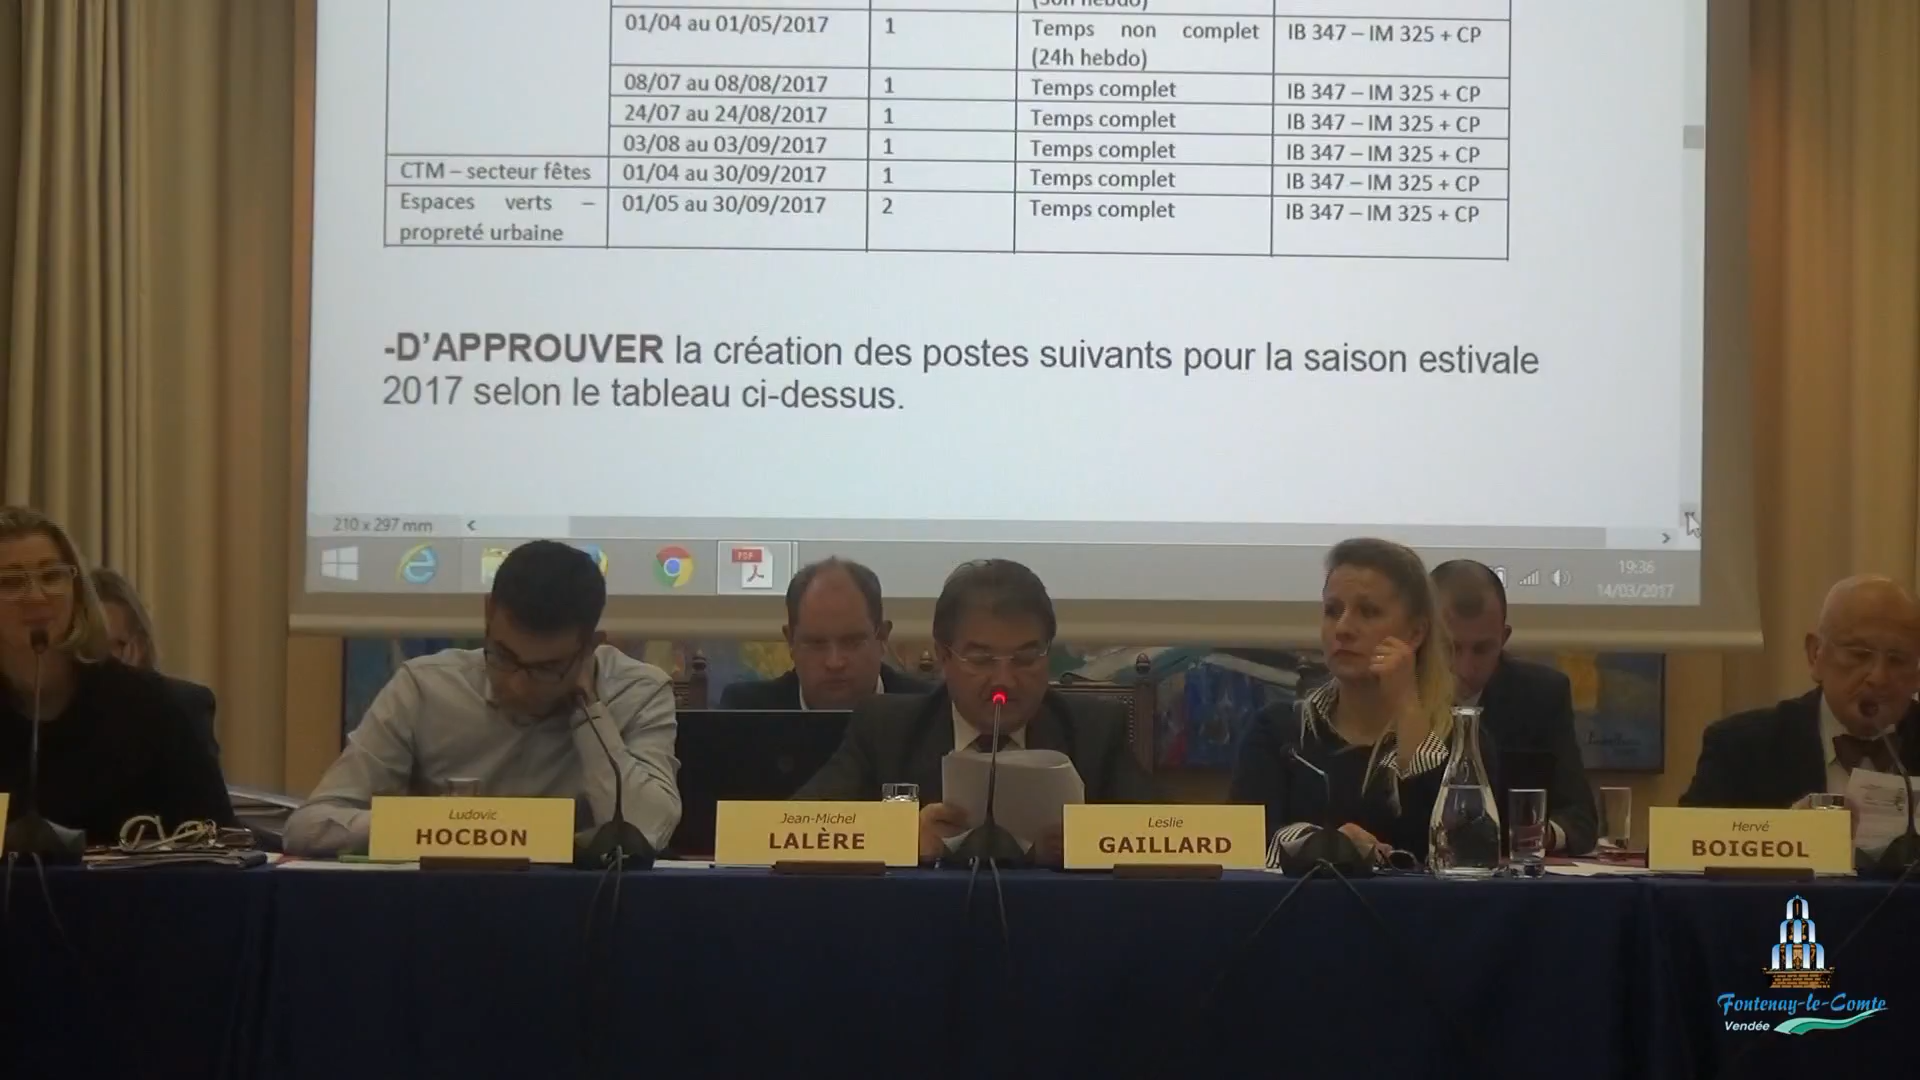 (30h hebdo)
01/04 au 01/05/2017 1 Temps non complet IB 347 – IM 325 + CP
(24h hebdo)
08/07 au 08/08/2017 1 Temps complet IB 347 – IM 325 + CP
24/07 au 24/08/2017 1 Temps complet IB 347 – IM 325 + CP
03/08 au 03/09/2017 1 Temps complet IB 347 – IM 325 + CP
CTM – secteur fêtes 01/04 au 30/09/2017 1 Temps complet IB 347 – IM 325 + CP
Espaces verts – 01/05 au 30/09/2017 2 Temps complet IB 347 – IM 325 + CP
propreté urbaine
-D'APPROUVER la création des postes suivants pour la saison estivale
2017 selon le tableau ci-dessus.
210 x 297 mm
PDF
19:36
14/03/2017
Ludovic
HOCBON
Jean-Michel
LALÈRE
Leslie
GAILLARD
Hervé
BOIGEOL
Fontenay-le-Comte
Vendée